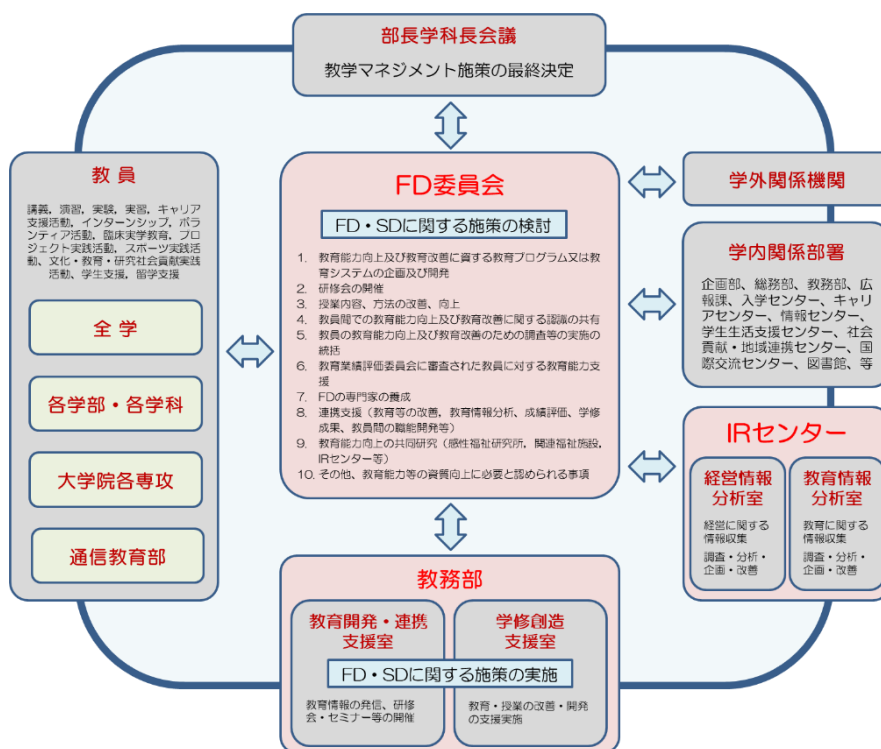 部長学科長会議
教学マネジメント施策の最終決定
教員
講義，演習，実験，実習，キャリア
支援活動，インターンシップ，ボラ
ンティア活動，臨床実学教育，プロ
ジェクト実践活動，スポーツ実践活
動、文化・教育・研究社会貢献実践
活動、学生支援，留学支援
全学
各学部・各学科
大学院各専攻
通信教育部
FD委員会
FD・SDに関する施策の検討
1. 教育能力向上及び教育改善に資する教育プログラム又は教
育システムの企画及び開発
2. 研修会の開催
3. 授業内容、方法の改善、向上
4. 教員間での教育能力向上及び教育改善に関する認識の共有
5. 教員の教育能力向上及び教育改善のための調査等の実施の
統括
6. 教育業績評価委員会に審査された教員に対する教育能力支
援
7. FDの専門家の養成
8. 連携支援（教育等の改善，教育情報分析、成績評価、学修
成果、教員間の職能開発等）
9. 教育能力向上の共同研究（感性福祉研究所，関連福祉施設，
IRセンター等）
10. その他、教育能力等の資質向上に必要と認められる事項
学外関係機関
学内関係部署
企画部、総務部、教務部、広
報課、入学センター、キャリ
アセンター、情報センター、
学生生活支援センター、社会
貢献・地域連携センター、国
際交流センター、図書館、等
IRセンター
経営情報
分析室
経営に関する
情報収集
調査・分析・
企画・改善
教育情報
分析室
教育に関する
情報収集
調査・分析・
企画・改善
教務部
教育開発・連携
支援室
学修創造
支援室
FD・SDに関する施策の実施
教育情報の発信、研修
会・セミナー等の開催
教育・授業の改善・開発
の支援実施